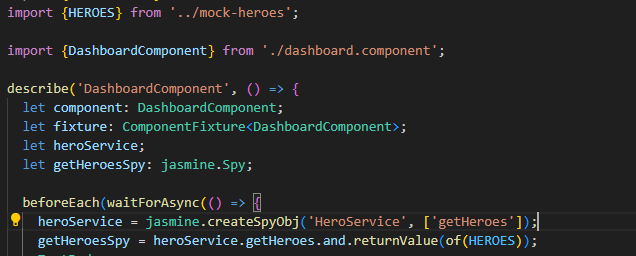 import {HEROES} from '../mock-heroes';
import {DashboardComponent} from './dashboard.component';
describe('DashboardComponent', () => {
let component: DashboardComponent;
let fixture: ComponentFixture<DashboardComponent>;
let heroService;
let getHeroesSpy: jasmine.Spy;
beforeEach(waitForAsync(() => {
heroService = jasmine.createSpyObj('HeroService', ['getHeroes']);
getHeroesSpy = heroService.getHeroes.and.returnValue(of(HEROES));